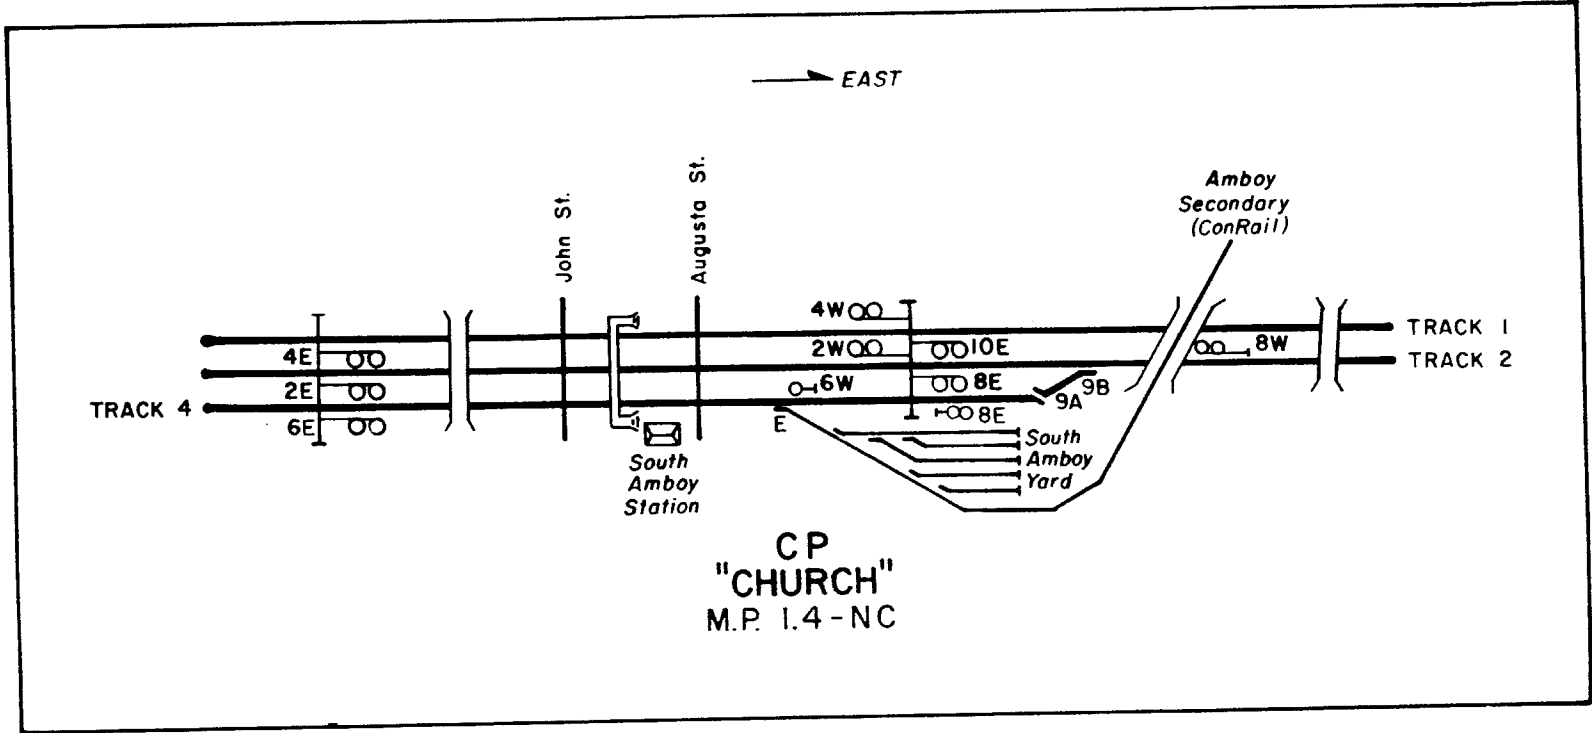 EAST
Amboy
Secondary
(ConRail)
John St.
Augusta St.
4W
2W
10E
8W
TRACK 1
TRACK 2
4E
2E
6W
8E
9A
9B
TRACK 4
6E
E
8E
South
Amboy
Yard
South
Amboy
Station
CP
"CHURCH"
M.P. 1.4-NC